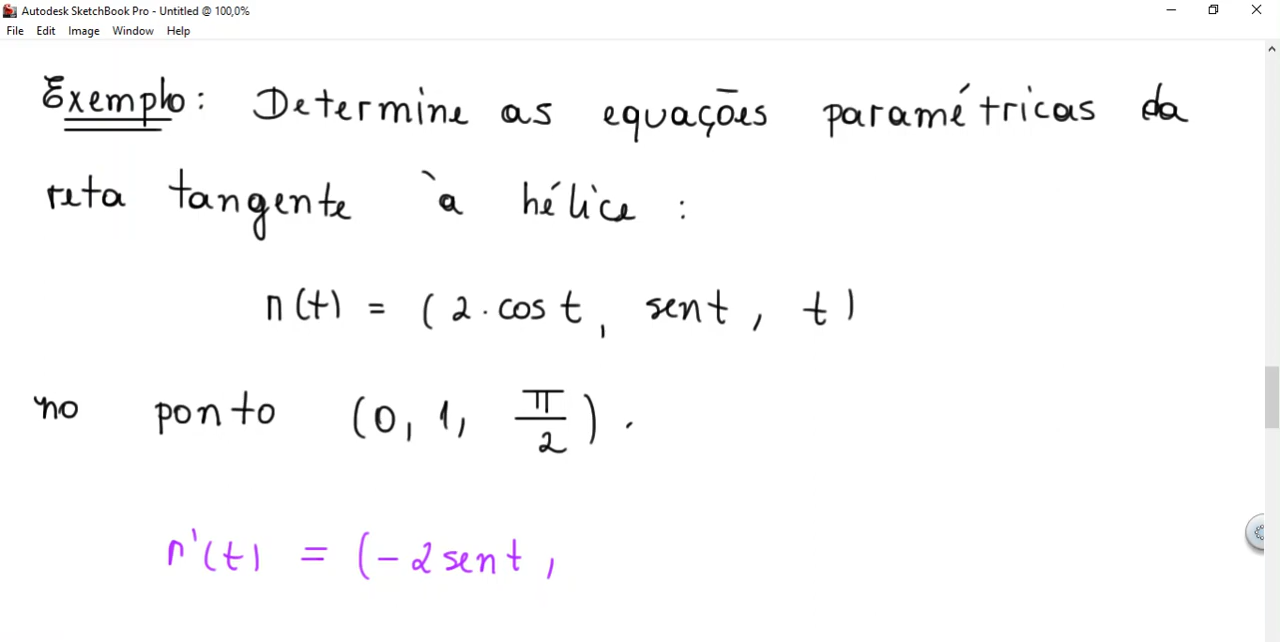 Autodesk SketchBook Pro - Untitled @ 100,0%
File Edit Image Window Help
Exemplo: Determine as equações paramétricas da
reta tangente à hélice :
r(t) = (2.cos t, sent, t)
no ponto (0, 1, π/2).
r'(t) = (-2sent,